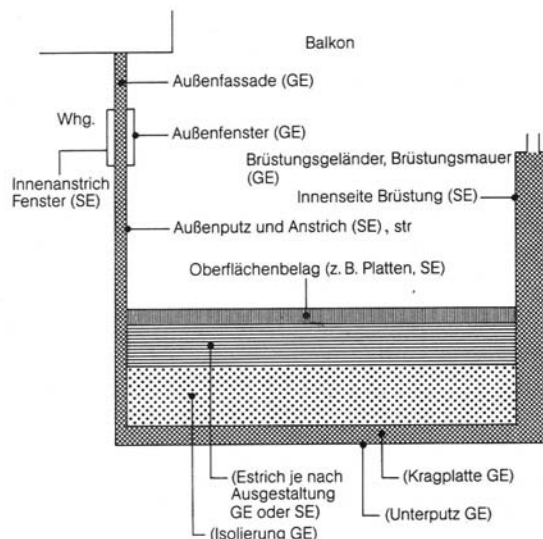 Balkon
Außenfassade (GE)
Whg.
Außenfenster (GE)
Brüstungsgeländer, Brüstungsmauer
(GE)
Innenanstrich
Fenster (SE)
Innenseite Brüstung (SE)
Außenputz und Anstrich (SE), str
Oberflächenbelag (z. B. Platten, SE)
(Estrich je nach
Ausgestaltung
GE oder SE)
(Kragplatte GE)
(Unterputz GE)
(Isolierung GE)